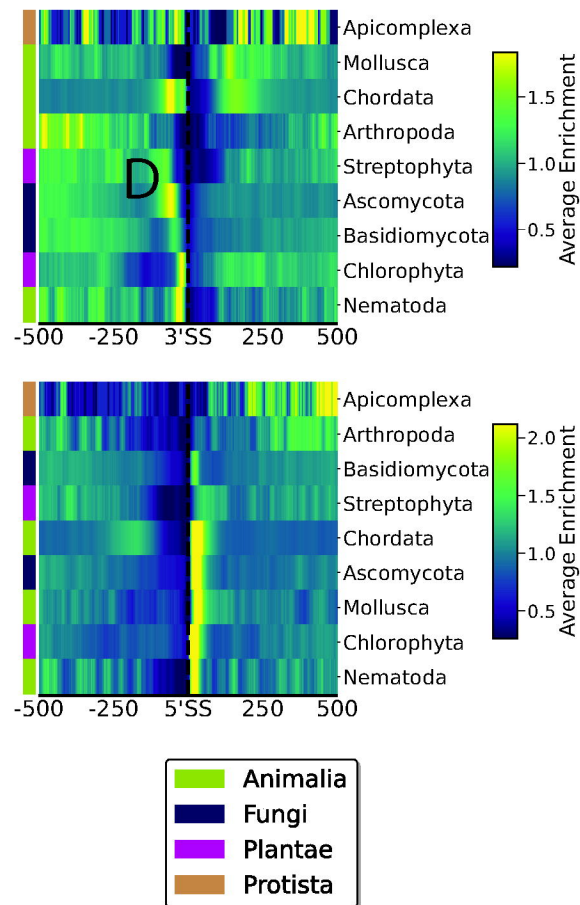 Apicomplexa
Mollusca
Chordata
Arthropoda
Streptophyta
Ascomycota
Basidiomycota
Chlorophyta
Nematoda
D
-500 -250 3'SS 250 500
1.5
1.0
0.5
Average Enrichment
Apicomplexa
Arthropoda
Basidiomycota
Streptophyta
Chordata
Ascomycota
Mollusca
Chlorophyta
Nematoda
-500 -250 5'SS 250 500
2.0
1.5
1.0
0.5
Average Enrichment
Animalia
Fungi
Plantae
Protista